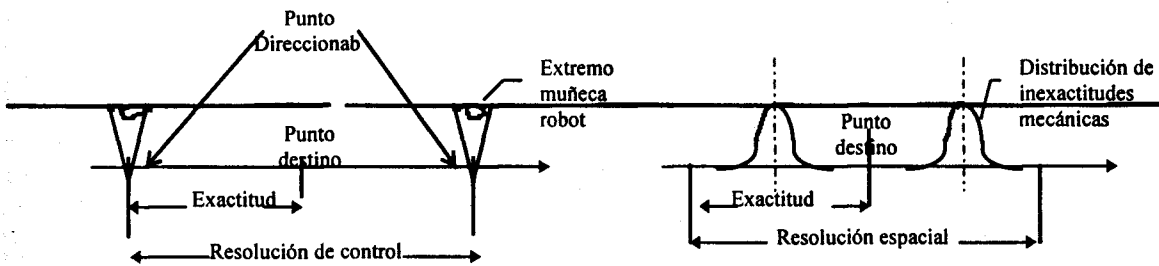 Punto
Direccionab
Extremo
muñeca
robot
Punto
destino
Exactitud
Resolución de control
Distribución de
inexactitudes
mecánicas
Punto
destino
Exactitud
Resolución espacial